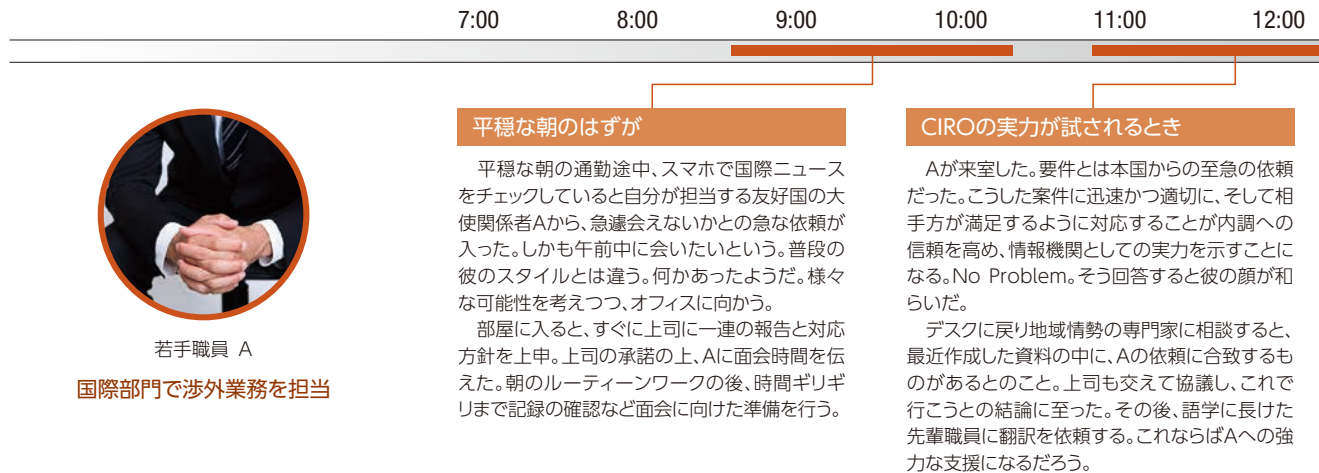 7:00 8:00 9:00 10:00 11:00 12:00
若手職員 A
国際部門で渉外業務を担当
平穏な朝のはずが
平穏な朝の通勤途中、スマホで国際ニュース
をチェックしていると自分が担当する友好国の大
使関係者Aから、急遽会えないかとの急な依頼が
入った。しかも午前中に会いたいという。普段の
彼のスタイルとは違う。何かあったようだ。様々
な可能性を考えつつ、オフィスに向かう。
部屋に入ると、すぐに上司に一連の報告と対応
方針を上申。上司の承諾の上、Aに面会時間を伝
えた。朝のルーティーンワークの後、時間ギリギ
リまで記録の確認など面会に向けた準備を行う。
CIROの実力が試されるとき
Aが来室した。要件とは本国からの至急の依頼
だった。こうした案件に迅速かつ適切に、そして相
手方が満足するように対応することが内調への
信頼を高め、情報機関としての実力を示すことに
なる。No Problem。そう回答すると彼の顔が和
らいだ。
デスクに戻り地域情勢の専門家に相談すると、
最近作成した資料の中に、Aの依頼に合致するも
のがあるとのこと。上司も交えて協議し、これで
行こうとの結論に至った。その後、語学に長けた
先輩職員に翻訳を依頼する。これならばAへの強
力な支援になるだろう。